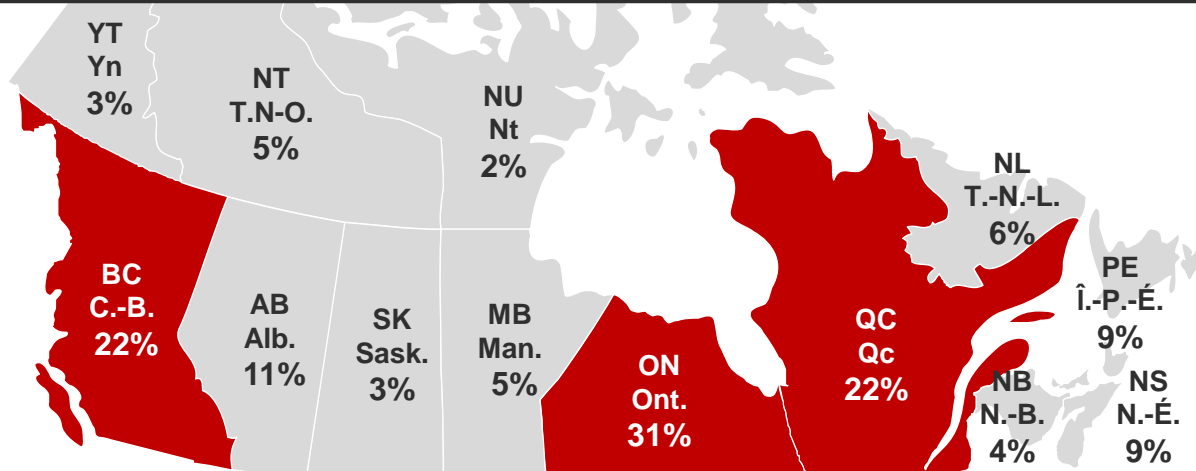 YT
Yn
3%
NT
T.N-O.
5%
NU
Nt
2%
NL
T.-N.-L.
6%
BC
C.-B.
22%
AB
Alb.
11%
SK
Sask.
3%
MB
Man.
5%
ON
Ont.
31%
QC
Qc
22%
PE
Î.-P.-É.
9%
NB
N.-B.
4%
NS
N.-É.
9%